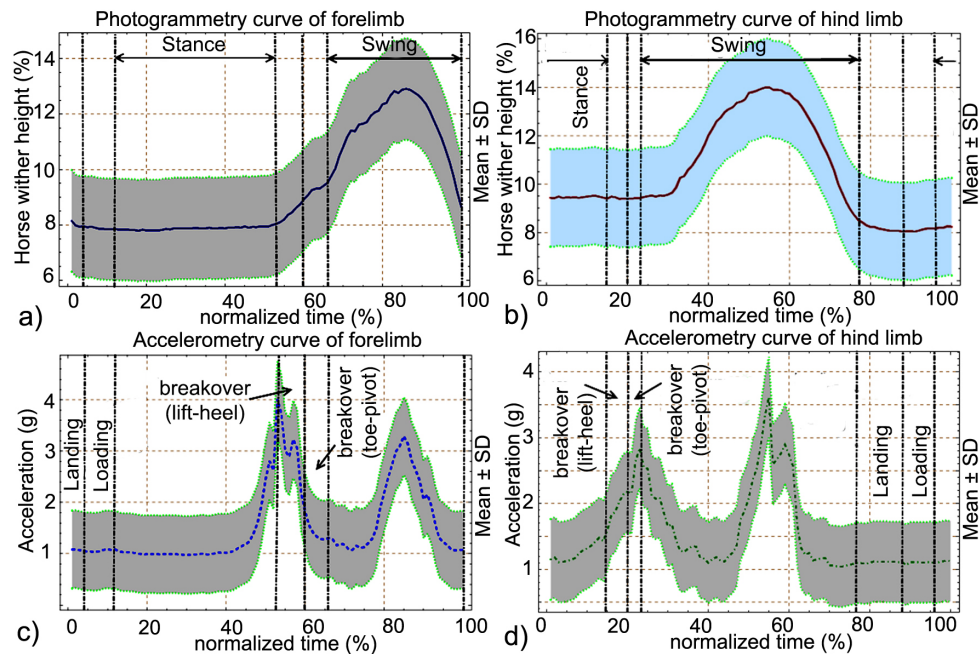 Photogrammetry curve of forelimb
Horse wither height (%)
14
12
10
8
6
Stance
Swing
Mean ± SD
0
20
40
60
80
100
normalized time (%)
a)
Photogrammetry curve of hind limb
Horse wither height (%)
16
14
12
10
8
6
Stance
Swing
Mean ± SD
0
20
40
60
80
100
normalized time (%)
b)
Accelerometry curve of forelimb
Acceleration (g)
5
4
3
2
1
Landing
Loading
breakover
(lift-heel)
breakover
(toe-pivot)
Mean ± SD
0
20
40
60
80
100
normalized time (%)
c)
Accelerometry curve of hind limb
Acceleration (g)
4
3
2
1
breakover
(lift-heel)
breakover
(toe-pivot)
Landing
Loading
Mean ± SD
0
20
40
60
80
100
normalized time (%)
d)